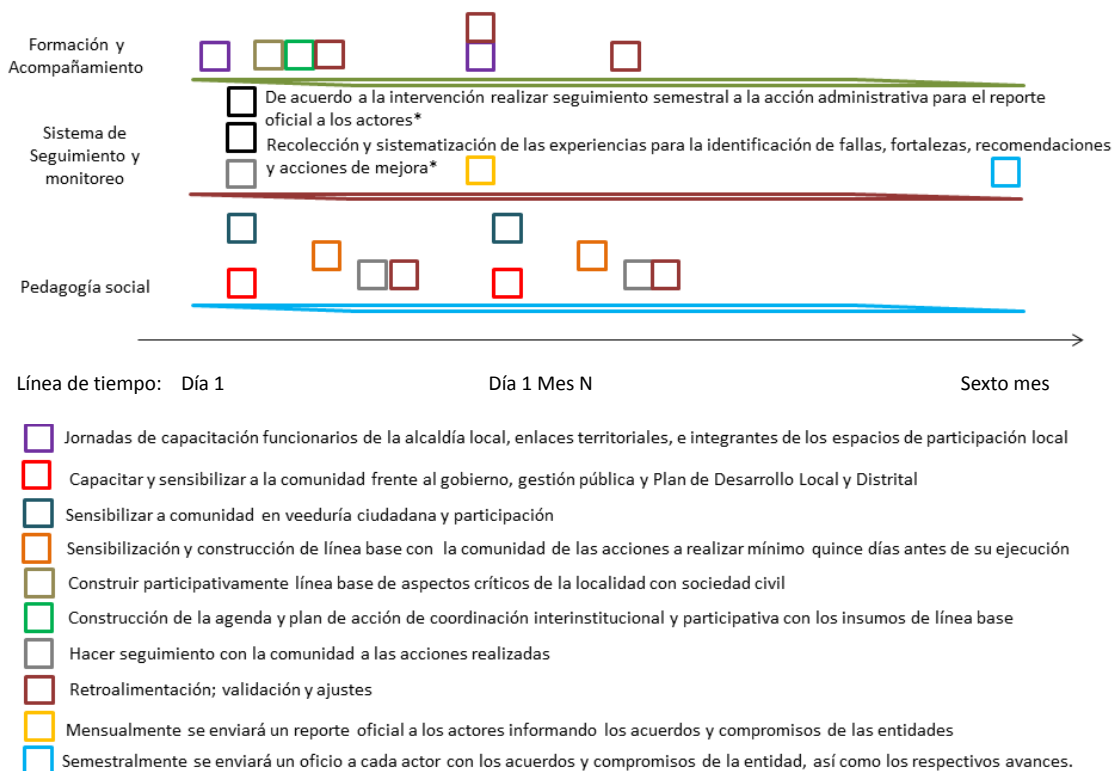 Formación y
Acompañamiento
De acuerdo a la intervención realizar seguimiento semestral a la acción administrativa para el reporte
oficial a los actores*
Sistema de
Seguimiento y
monitoreo
Recolección y sistematización de las experiencias para la identificación de fallas, fortalezas, recomendaciones
y acciones de mejora*
Pedagogía social
Línea de tiempo: Día 1 Día 1 Mes N Sexto mes
Jornadas de capacitación funcionarios de la alcaldía local, enlaces territoriales, e integrantes de los espacios de participación local
Capacitar y sensibilizar a la comunidad frente al gobierno, gestión pública y Plan de Desarrollo Local y Distrital
Sensibilizar a comunidad en veeduría ciudadana y participación
Sensibilización y construcción de línea base con la comunidad de las acciones a realizar mínimo quince días antes de su ejecución
Construir participativamente línea base de aspectos críticos de la localidad con sociedad civil
Construcción de la agenda y plan de acción de coordinación interinstitucional y participativa con los insumos de línea base
Hacer seguimiento con la comunidad a las acciones realizadas
Retroalimentación; validación y ajustes
Mensualmente se enviará un reporte oficial a los actores informando los acuerdos y compromisos de las entidades
Semestralmente se enviará un oficio a cada actor con los acuerdos y compromisos de la entidad, así como los respectivos avances.